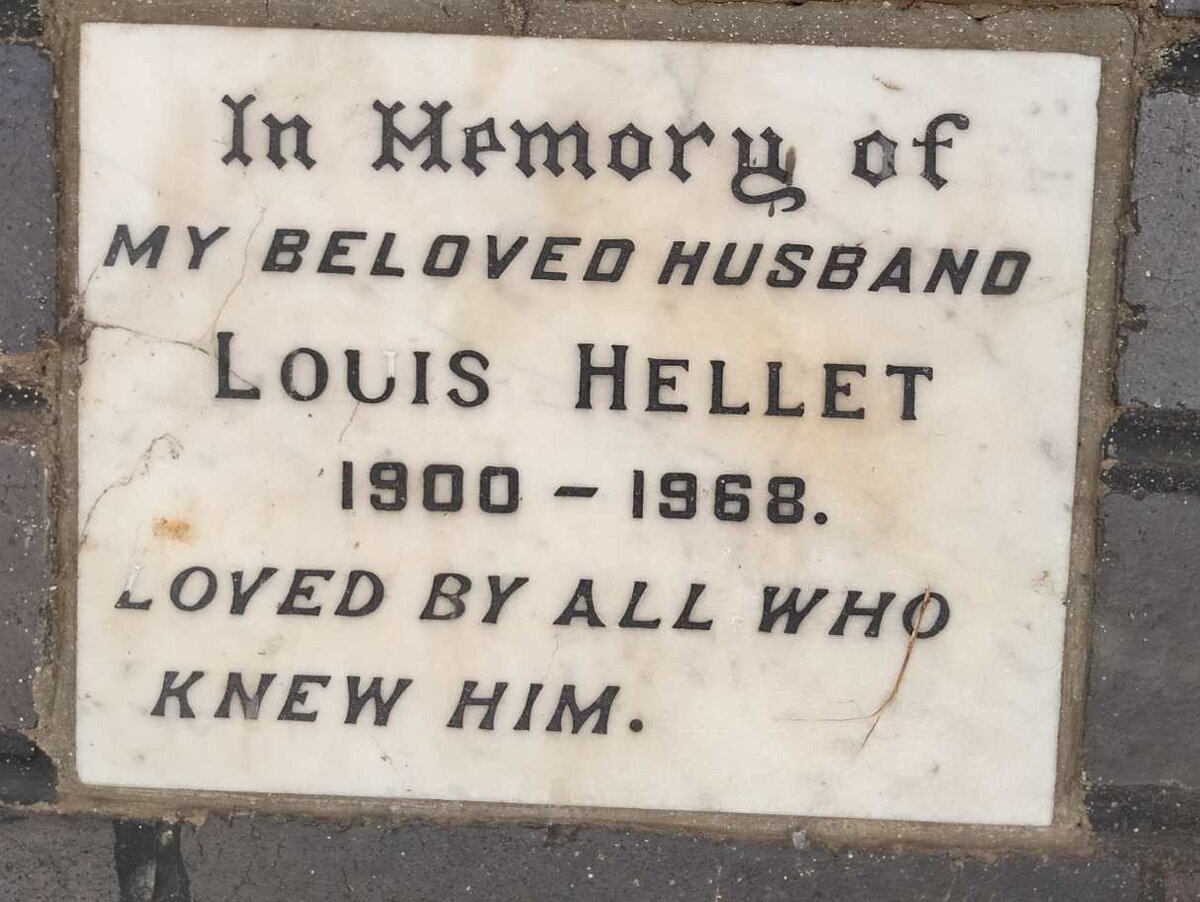 In Memory of
MY BELOVED HUSBAND
LOUIS HELLET
1900 - 1968.
LOVED BY ALL WHO
KNEW HIM.